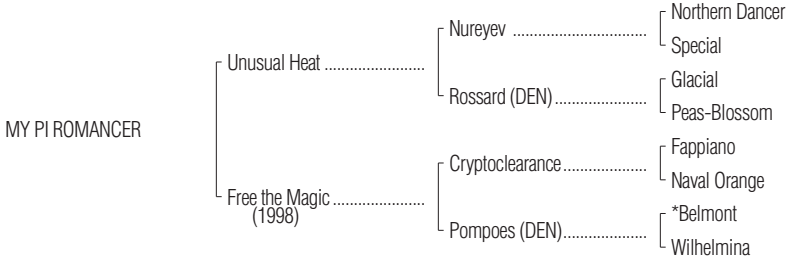 Northern Dancer
Nureyev ................................
Special
Unusual Heat ........................
Glacial
Rossard (DEN)......................
Peas-Blossom
MY PI ROMANCER
Fappiano
Cryptoclearance....................
Naval Orange
Free the Magic ......................
(1998)
*Belmont
Pompoes (DEN)....................
Wilhelmina